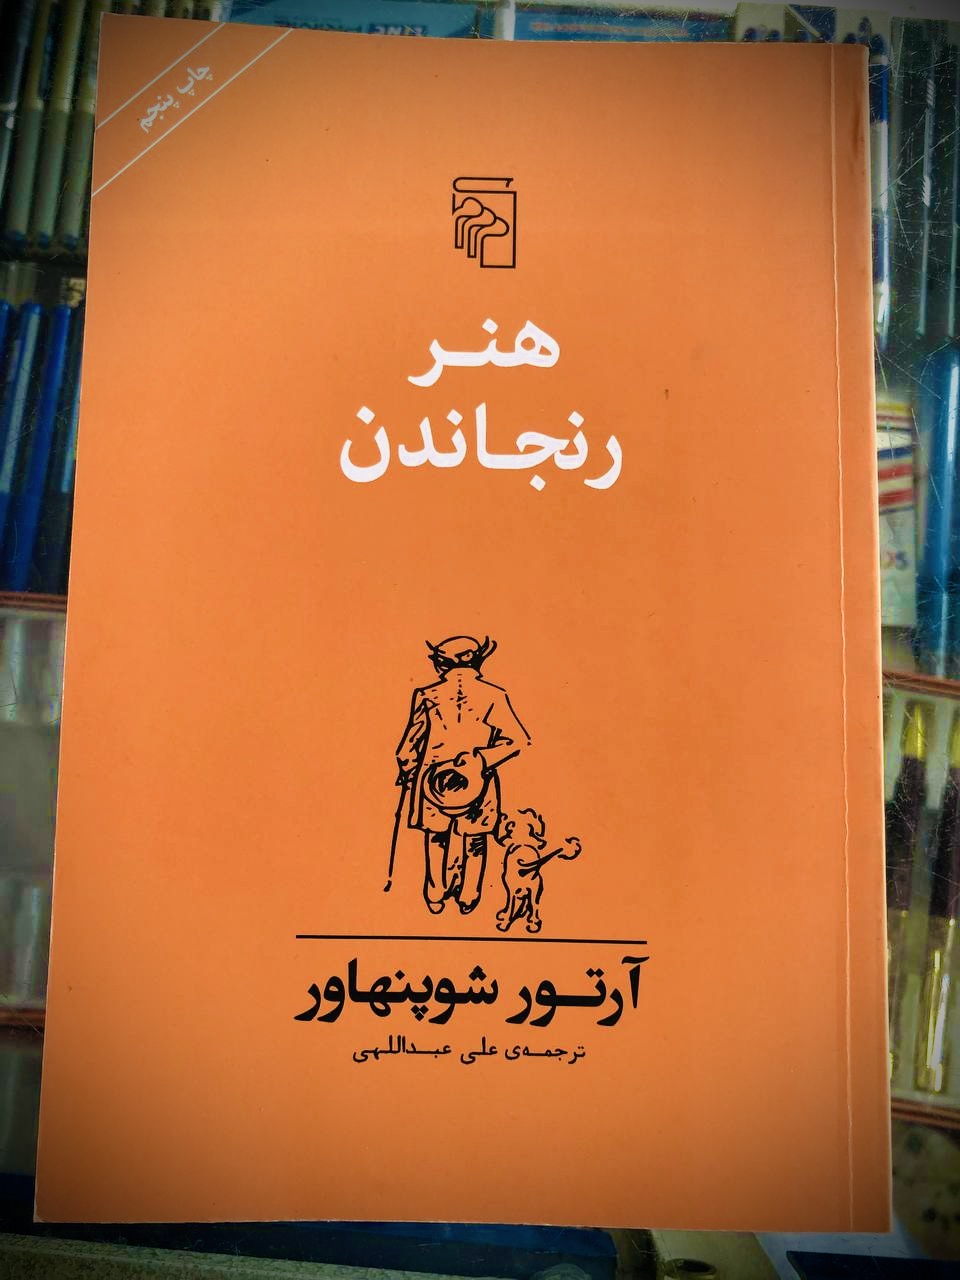 چاپ پنجم
هنر
رنجاندن
آرتور شوپنهاور
ترجمه‌ی علی عبداللهی